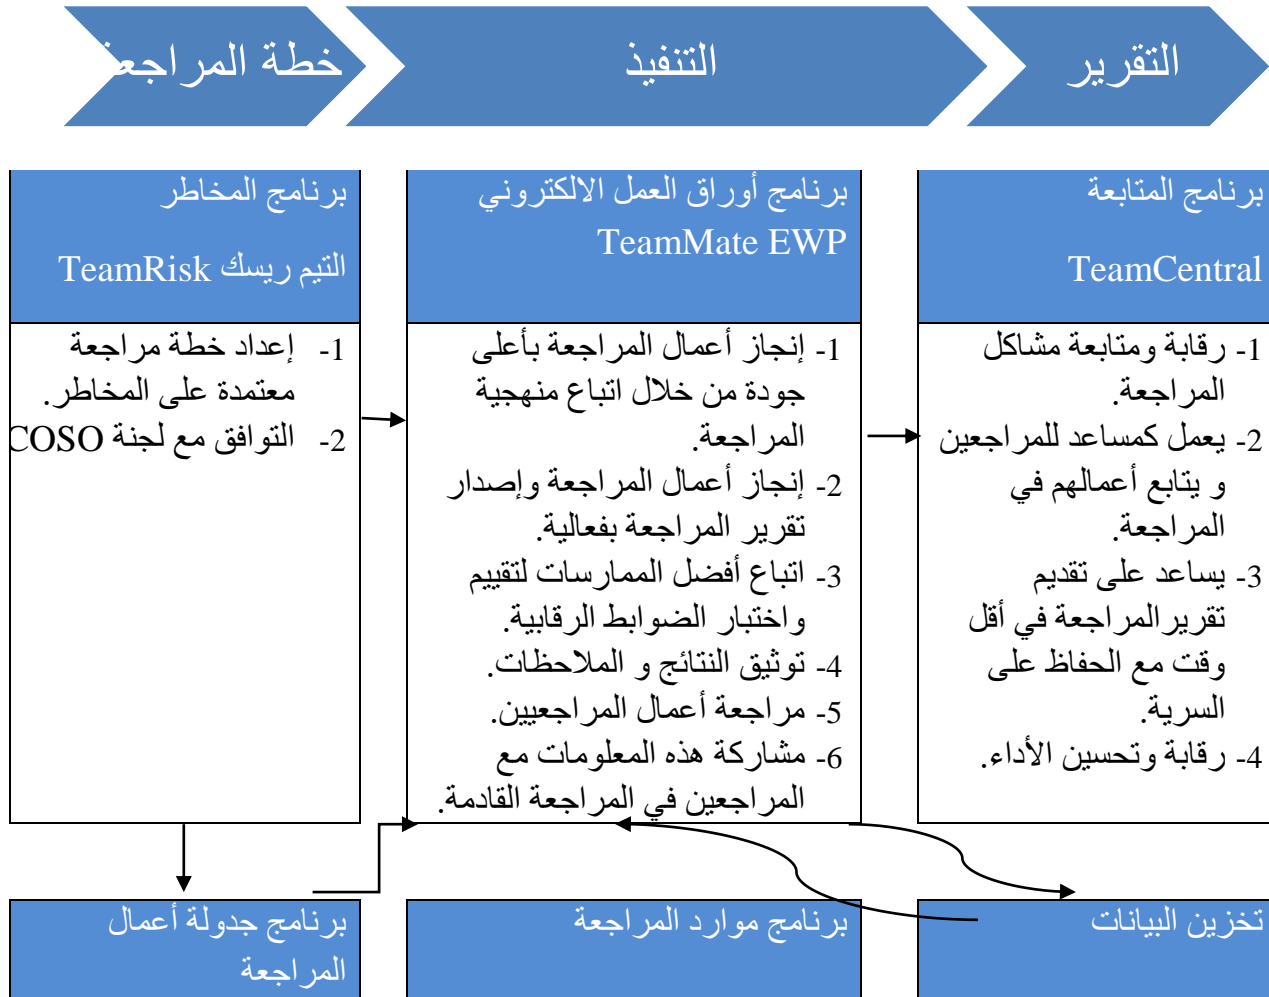 خطة المراجعة
التنفيذ
التقرير
برنامج المخاطر
التيم ريسك TeamRisk
1- إعداد خطة مراجعة
معتمدة على المخاطر.
2- التوافق مع لجنة COSO
برنامج أوراق العمل الالكتروني
TeamMate EWP
1- إنجاز أعمال المراجعة بأعلى
جودة من خلال اتباع منهجية
المراجعة.
2- إنجاز أعمال المراجعة وإصدار
تقرير المراجعة بفعالية.
3- اتباع أفضل الممارسات لتقييم
واختبار الضوابط الرقابية.
4- توثيق النتائج و الملاحظات.
5- مراجعة أعمال المراجعيين.
6- مشاركة هذه المعلومات مع
المراجعين في المراجعة القادمة.
برنامج المتابعة
TeamCentral
1- رقابة ومتابعة مشاكل
المراجعة.
2- يعمل كمساعد للمراجعين
و يتابع أعمالهم في
المراجعة.
3- يساعد على تقديم
تقريرالمراجعة في أقل
وقت مع الحفاظ على
السرية.
4- رقابة وتحسين الأداء.
برنامج جدولة أعمال
المراجعة
برنامج موارد المراجعة
تخزين البيانات